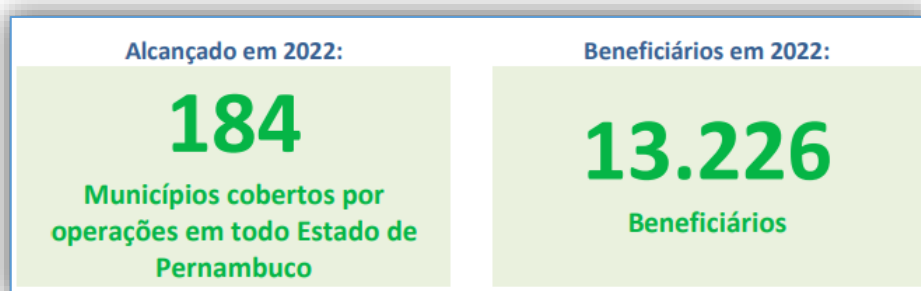 Alcançado em 2022:
184
Municípios cobertos por
operações em todo Estado de
Pernambuco
Beneficiários em 2022:
13.226
Beneficiários